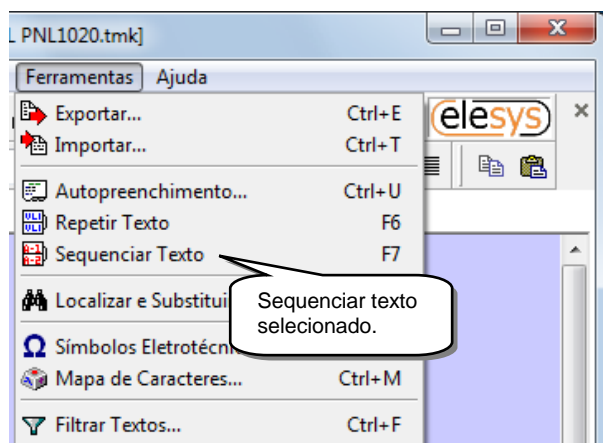 L PNL1020.tmk]
Ferramentas Ajuda
Exportar... Ctrl+E
elesys
Importar... Ctrl+T
Autopreenchimento... Ctrl+U
Repetir Texto F6
Sequenciar Texto F7
Localizar e Substitui
Sequenciar texto
selecionado.
Símbolos Eletrotécni
Mapa de Caracteres... Ctrl+M
Filtrar Textos... Ctrl+F